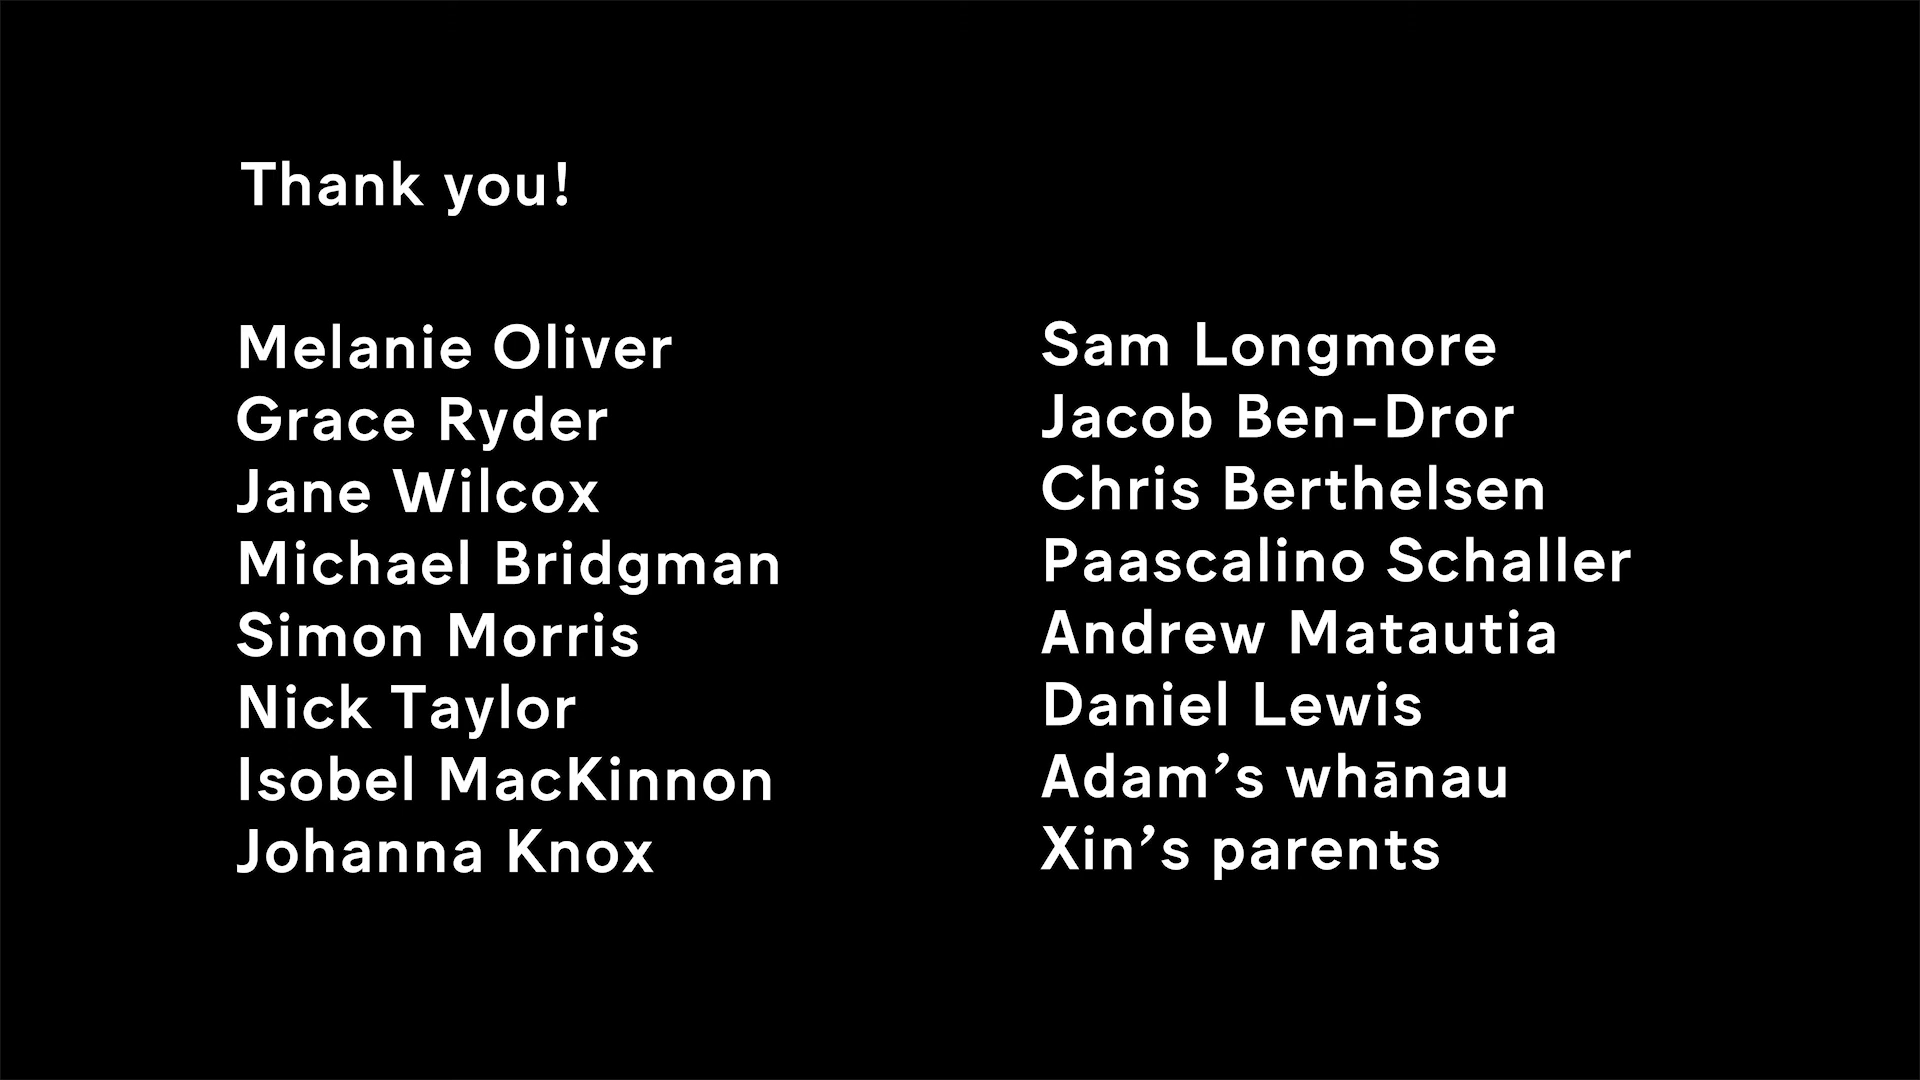 Thank you!
Melanie Oliver
Grace Ryder
Jane Wilcox
Michael Bridgman
Simon Morris
Nick Taylor
Isobel MacKinnon
Johanna Knox
Sam Longmore
Jacob Ben-Dror
Chris Berthelsen
Paascalino Schaller
Andrew Matautia
Daniel Lewis
Adam’s whānau
Xin’s parents